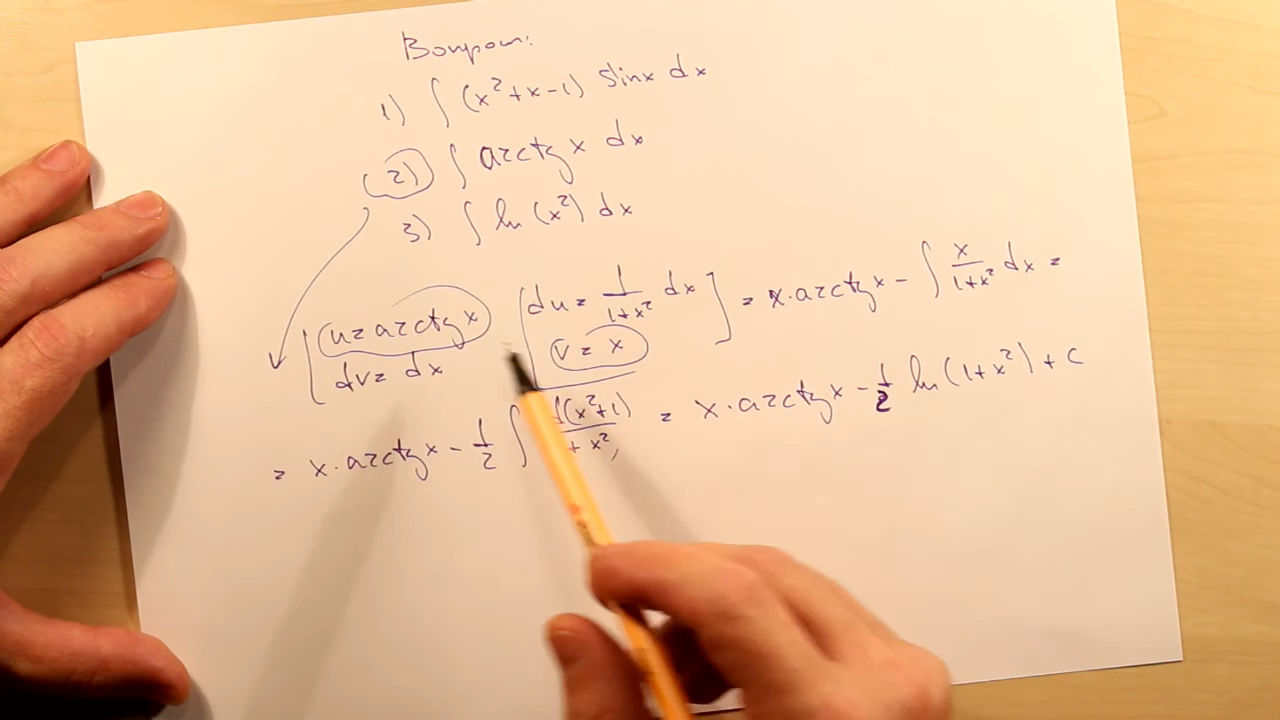 Вопрос:
1) ∫ (x²+x-1) sinx dx
2) ∫ arctg x dx
3) ∫ ln (x²) dx
[ u = arctg x [ du = 1/(1+x²) dx ] = x·arctg x - ∫ x/(1+x²) dx =
dv = dx v = x
= x·arctg x - 1/2 ∫ d(x²+1)/(1+x²) = x·arctg x - 1/2 ln(1+x²) + C